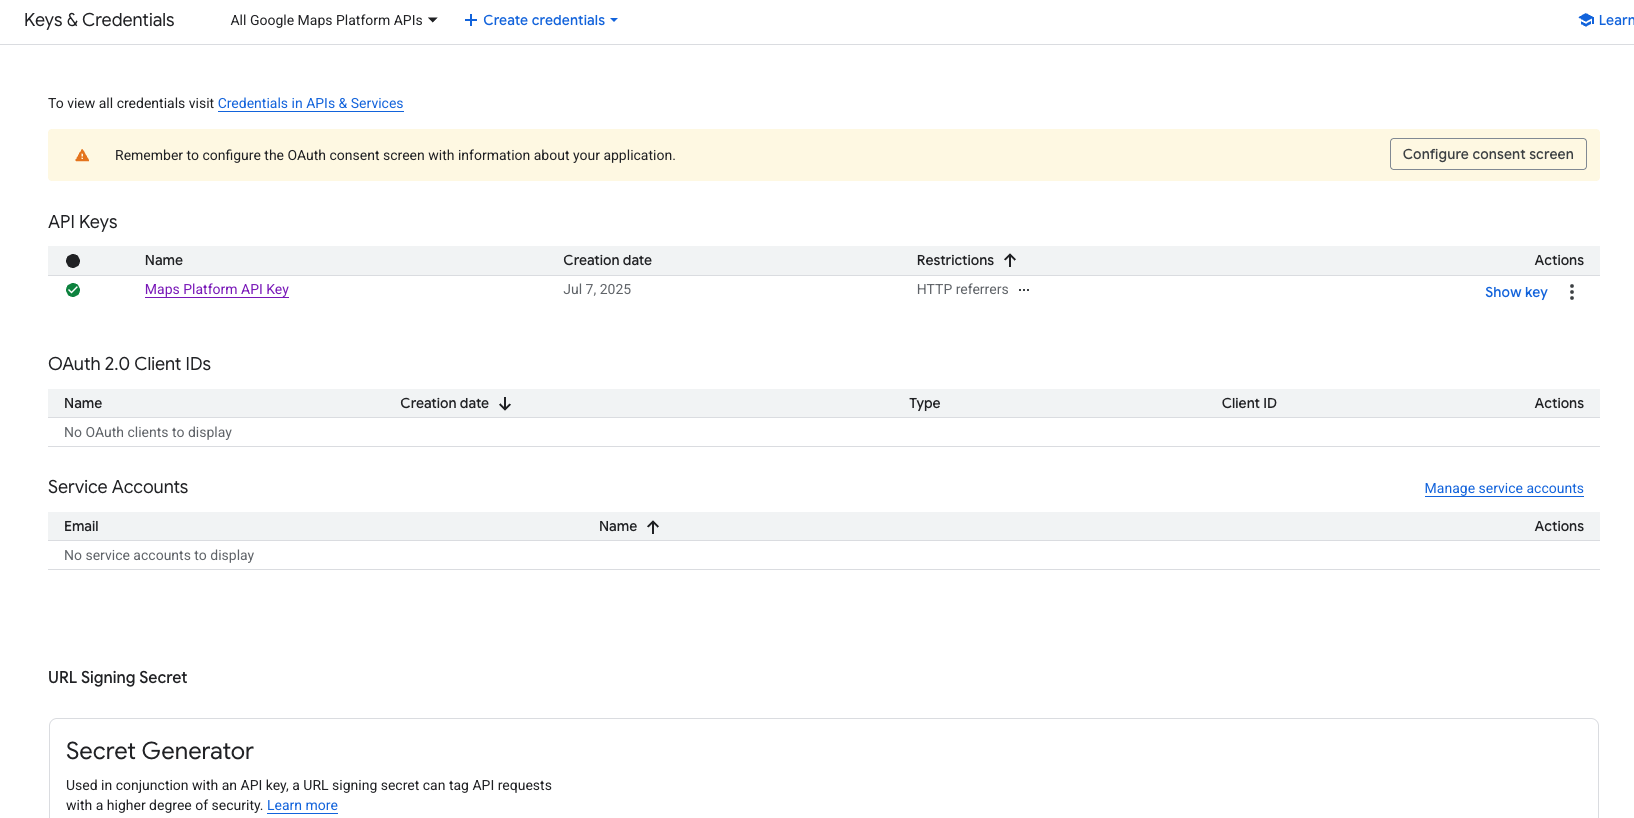 Keys & Credentials
All Google Maps Platform APIs
Create credentials
Learn
To view all credentials visit Credentials in APIs & Services
Remember to configure the OAuth consent screen with information about your application.
Configure consent screen
API Keys
Name Creation date Restrictions Actions
Maps Platform API Key Jul 7, 2025 HTTP referrers ... Show key
OAuth 2.0 Client IDs
Name Creation date Type Client ID Actions
No OAuth clients to display
Service Accounts
Manage service accounts
Email Name Actions
No service accounts to display
URL Signing Secret
Secret Generator
Used in conjunction with an API key, a URL signing secret can tag API requests
with a higher degree of security. Learn more